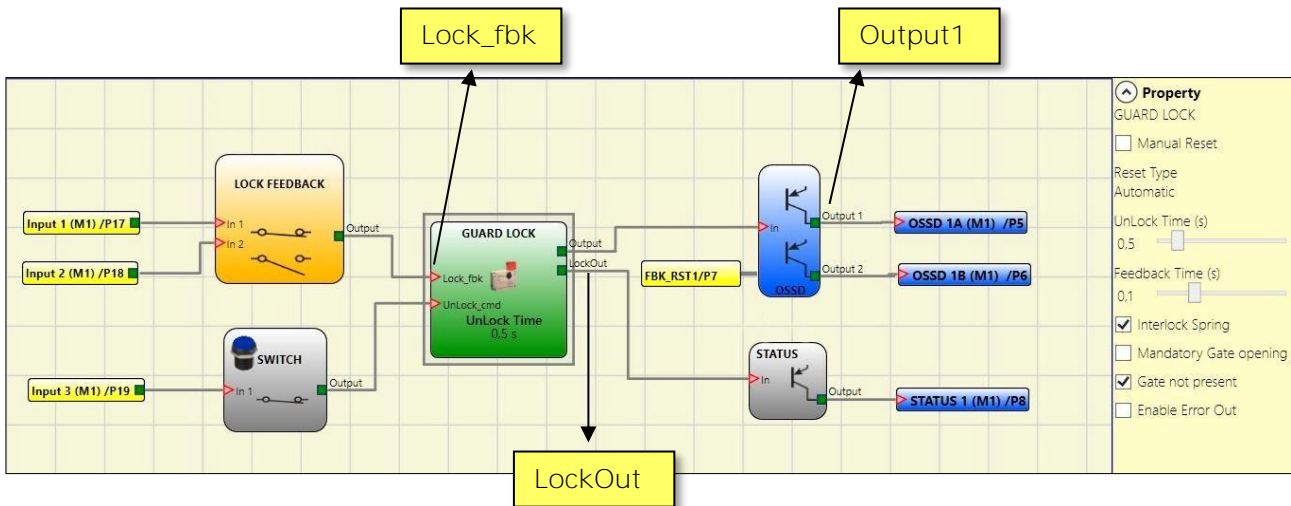 Lock_fbk
Output1
LOCK FEEDBACK
Input 1 (M1) /P17
In 1
Input 2 (M1) /P18
In 2
Output
SWITCH
Input 3 (M1) /P19
In 1
Output
GUARD LOCK
Output
LockOut
Lock_fbk
UnLock_cmd
UnLock Time
0,5 s
FBK_RST1/P7
In
Output 1
Output 2
OSSD
OSSD 1A (M1) /P5
OSSD 1B (M1) /P6
STATUS
In
Output
STATUS 1 (M1) /P8
LockOut
Property
GUARD LOCK
Manual Reset
Reset Type
Automatic
UnLock Time (s)
0,5
Feedback Time (s)
0,1
Interlock Spring
Mandatory Gate opening
Gate not present
Enable Error Out